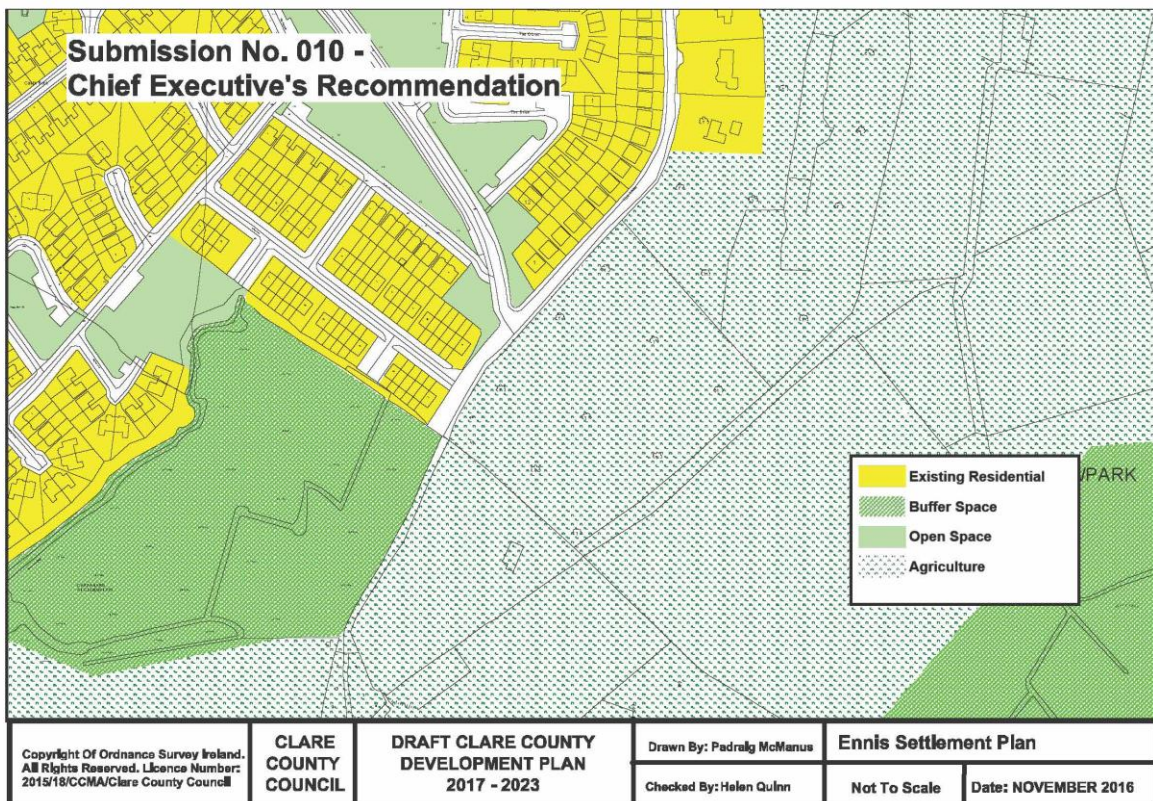 Submission No. 010 -
Chief Executive's Recommendation
Existing Residential
Buffer Space
Open Space
Agriculture
PARK
Copyright Of Ordnance Survey Ireland.
All Rights Reserved. Licence Number:
2015/18/CCMA/Clare County Council
CLARE
COUNTY
COUNCIL
DRAFT CLARE COUNTY
DEVELOPMENT PLAN
2017 - 2023
Drawn By: Padraig McManus
Checked By: Helen Quinn
Ennis Settlement Plan
Not To Scale
Date: NOVEMBER 2016